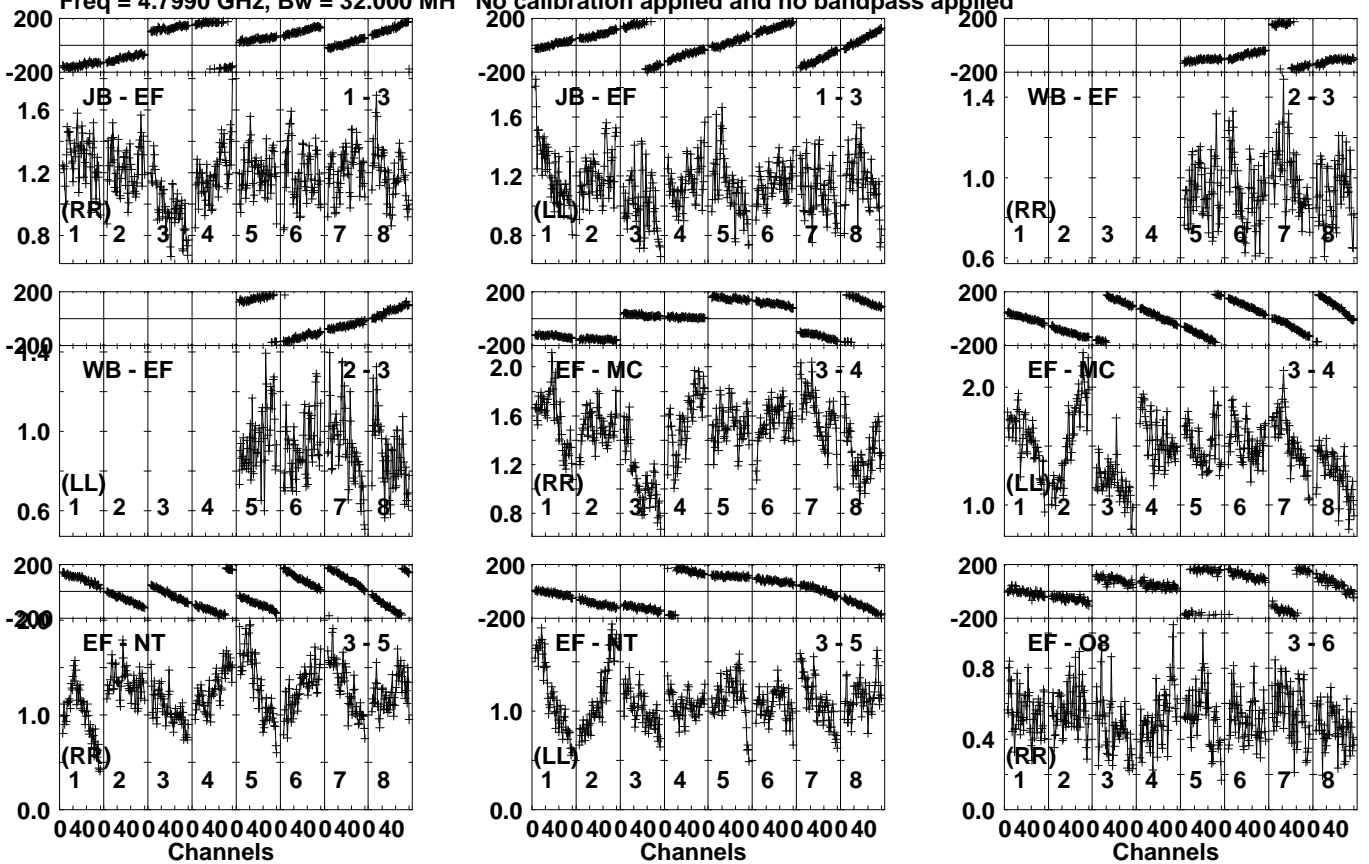 Freq = 4.7990 GHz, Bw = 32.000 MH No calibration applied and no bandpass applied
200
-200
JB - EF 1 - 3
1.6
1.2
0.8
(RR)
1 2 3 4 5 6 7 8
200
-200
JB - EF 1 - 3
1.6
1.2
0.8
(LL)
1 2 3 4 5 6 7 8
200
-200
WB - EF 2 - 3
1.4
1.0
0.6
(RR)
1 2 3 4 5 6 7 8
200
-200
1.4
WB - EF 2 - 3
1.0
0.6
(LL)
1 2 3 4 5 6 7 8
200
-200
EF - MC 3 - 4
2.0
1.6
1.2
0.8
(RR)
1 2 3 4 5 6 7 8
200
-200
EF - MC 3 - 4
2.0
1.0
(LL)
1 2 3 4 5 6 7 8
200
-200
2.0
EF - NT 3 - 5
1.0
0.0
(RR)
1 2 3 4 5 6 7 8
0 40 0 40 0 40 0 40 0 40 0 40 0 40 0 40
Channels
200
-200
EF - NT 3 - 5
2.0
1.0
0.0
(LL)
1 2 3 4 5 6 7 8
0 40 0 40 0 40 0 40 0 40 0 40 0 40 0 40
Channels
200
-200
EF - O8 3 - 6
0.8
0.4
0.0
(RR)
1 2 3 4 5 6 7 8
0 40 0 40 0 40 0 40 0 40 0 40 0 40 0 40
Channels